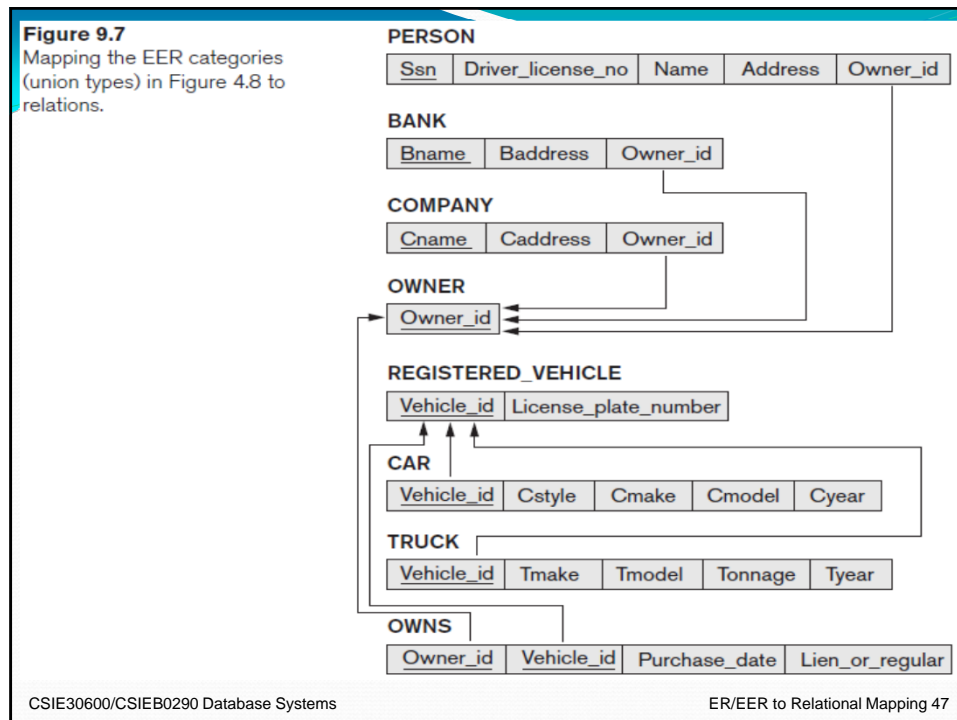 Figure 9.7
Mapping the EER categories
(union types) in Figure 4.8 to
relations.
PERSON
Ssn Driver_license_no Name Address Owner_id
BANK
Bname Baddress Owner_id
COMPANY
Cname Caddress Owner_id
OWNER
Owner_id
REGISTERED_VEHICLE
Vehicle_id License_plate_number
CAR
Vehicle_id Cstyle Cmake Cmodel Cyear
TRUCK
Vehicle_id Tmake Tmodel Tonnage Tyear
OWNS
Owner_id Vehicle_id Purchase_date Lien_or_regular
CSIE30600/CSIEB0290 Database Systems ER/EER to Relational Mapping 47